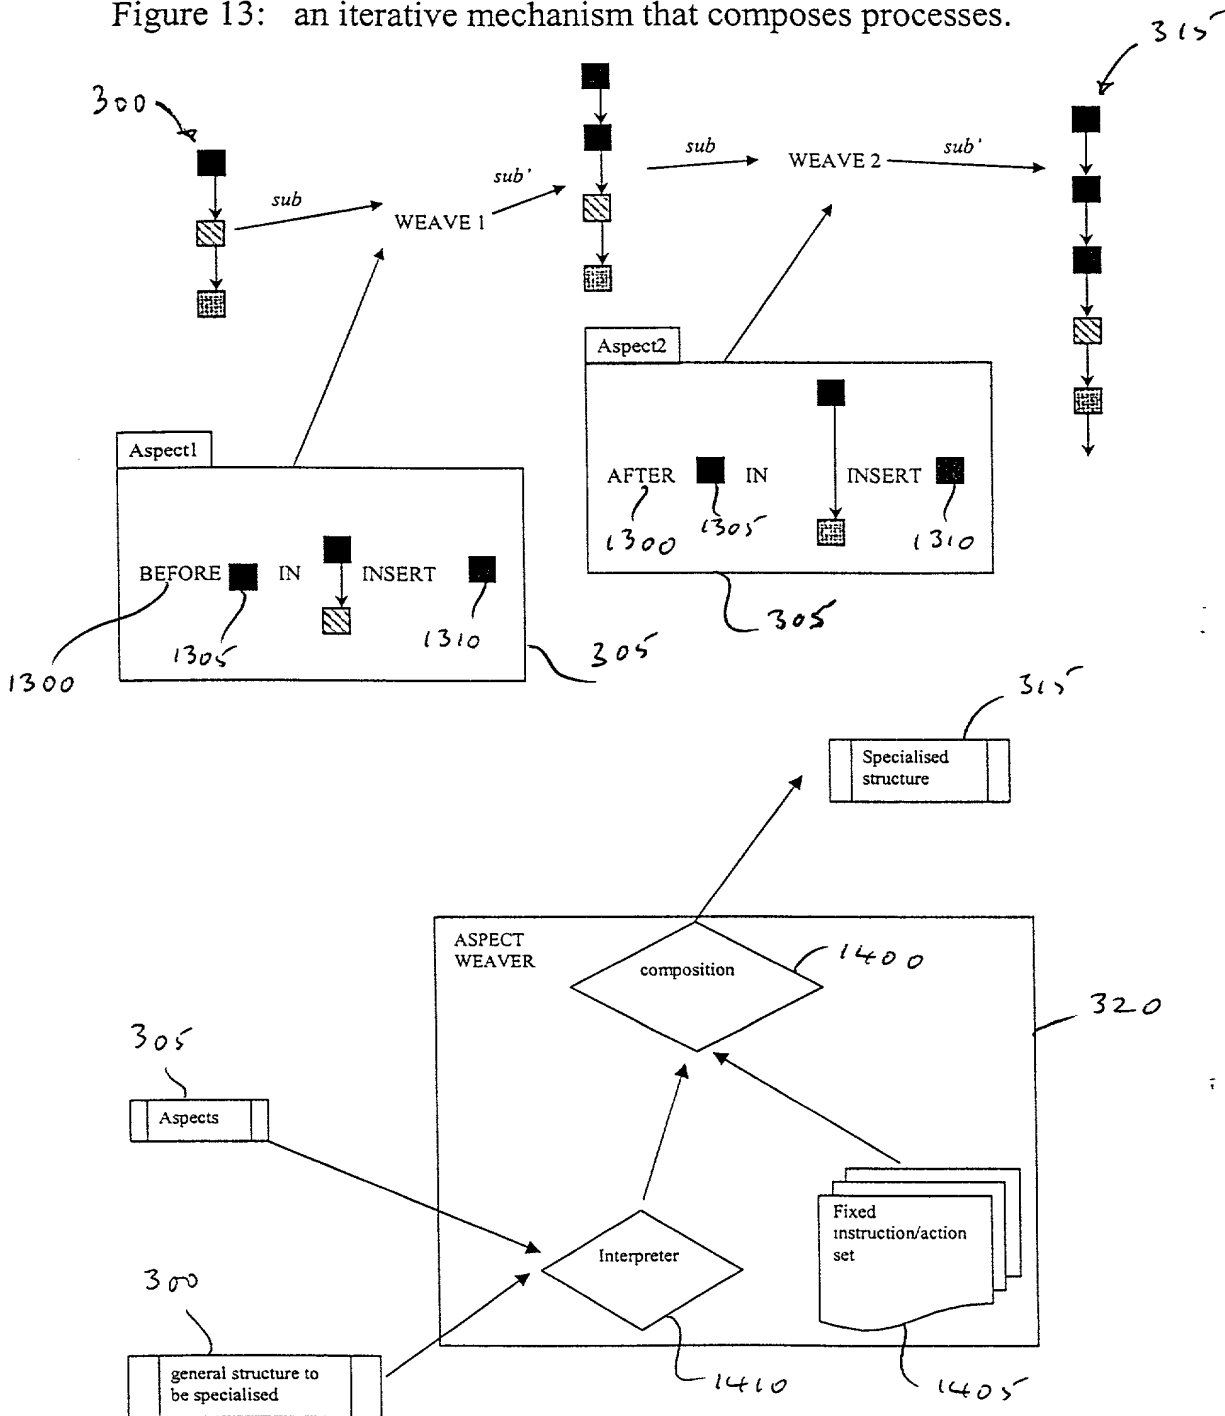 Figure 13: an iterative mechanism that composes processes.
315
300
sub
WEAVE 1
sub'
sub
WEAVE 2
sub'
Aspect2
AFTER IN INSERT
1300
1305
1310
305
Aspect1
BEFORE IN INSERT
1300
1305
1310
305
315
Specialised
structure
ASPECT
WEAVER
composition
1400
320
305
Aspects
Fixed
instruction/action
set
Interpreter
300
general structure to
be specialised
1410
1405